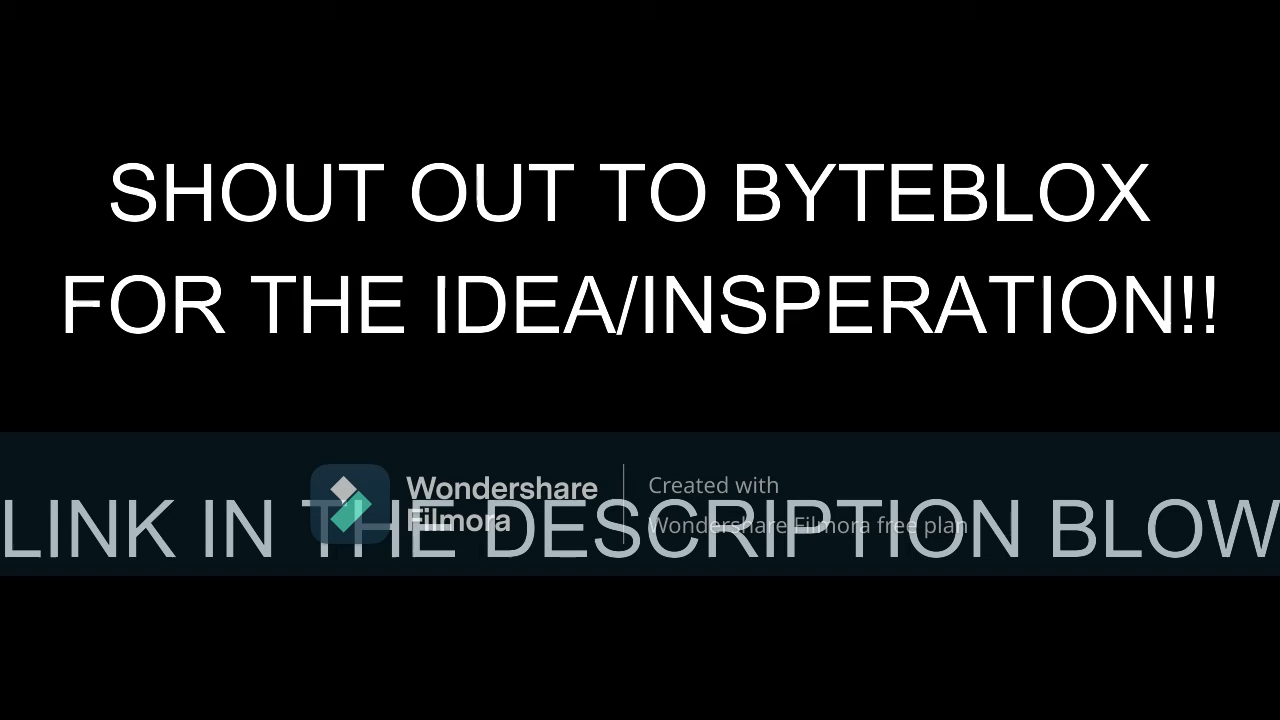 SHOUT OUT TO BYTEBLOX
FOR THE IDEA/INSPERATION!!
Wondershare
Filmora
Created with
Wondershare Filmora free plan
LINK IN THE DESCRIPTION BLOW